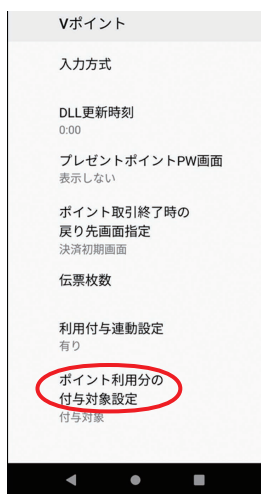 Vポイント
入力方式
DLL更新時刻
0:00
プレゼントポイントPW画面
表示しない
ポイント取引終了時の
戻り先画面指定
決済初期画面
伝票枚数
利用付与連動設定
有り
ポイント利用分の
付与対象設定
付与対象